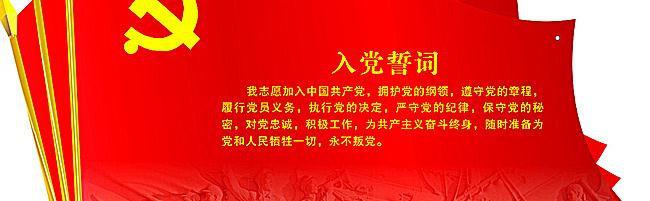 入党誓词
我志愿加入中国共产党，拥护党的纲领，遵守党的章程，
履行党员义务，执行党的决定，严守党的纪律，保守党的秘
密，对党忠诚，积极工作，为共产主义奋斗终身，随时准备为
党和人民牺牲一切，永不叛党。